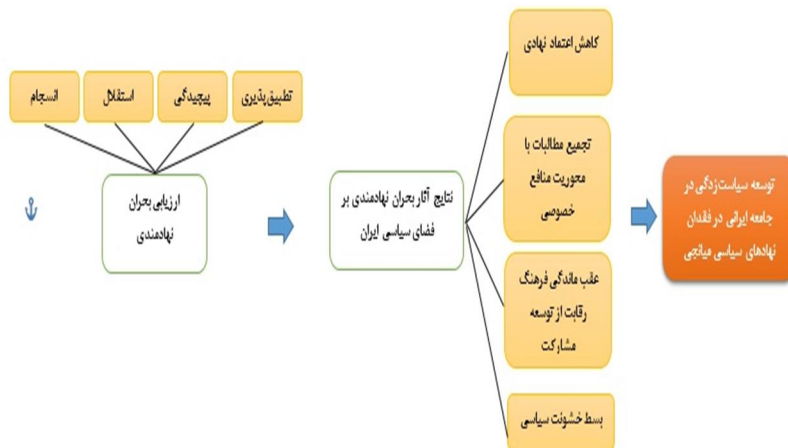 تطبیق‌پذیری
پیچیدگی
استقلال
انسجام
ارزیابی بحران
نهادمندی
نتایج آثار بحران نهادمندی بر
فضای سیاسی ایران
کاهش اعتماد نهادی
تجمیع مطالبات با
محوریت منافع
خصوصی
عقب ماندگی فرهنگ
رقابت از توسعه
مشارکت
بسط خشونت سیاسی
توسعه سیاست‌زدگی در
جامعه ایرانی در فقدان
نهادهای سیاسی میانجی